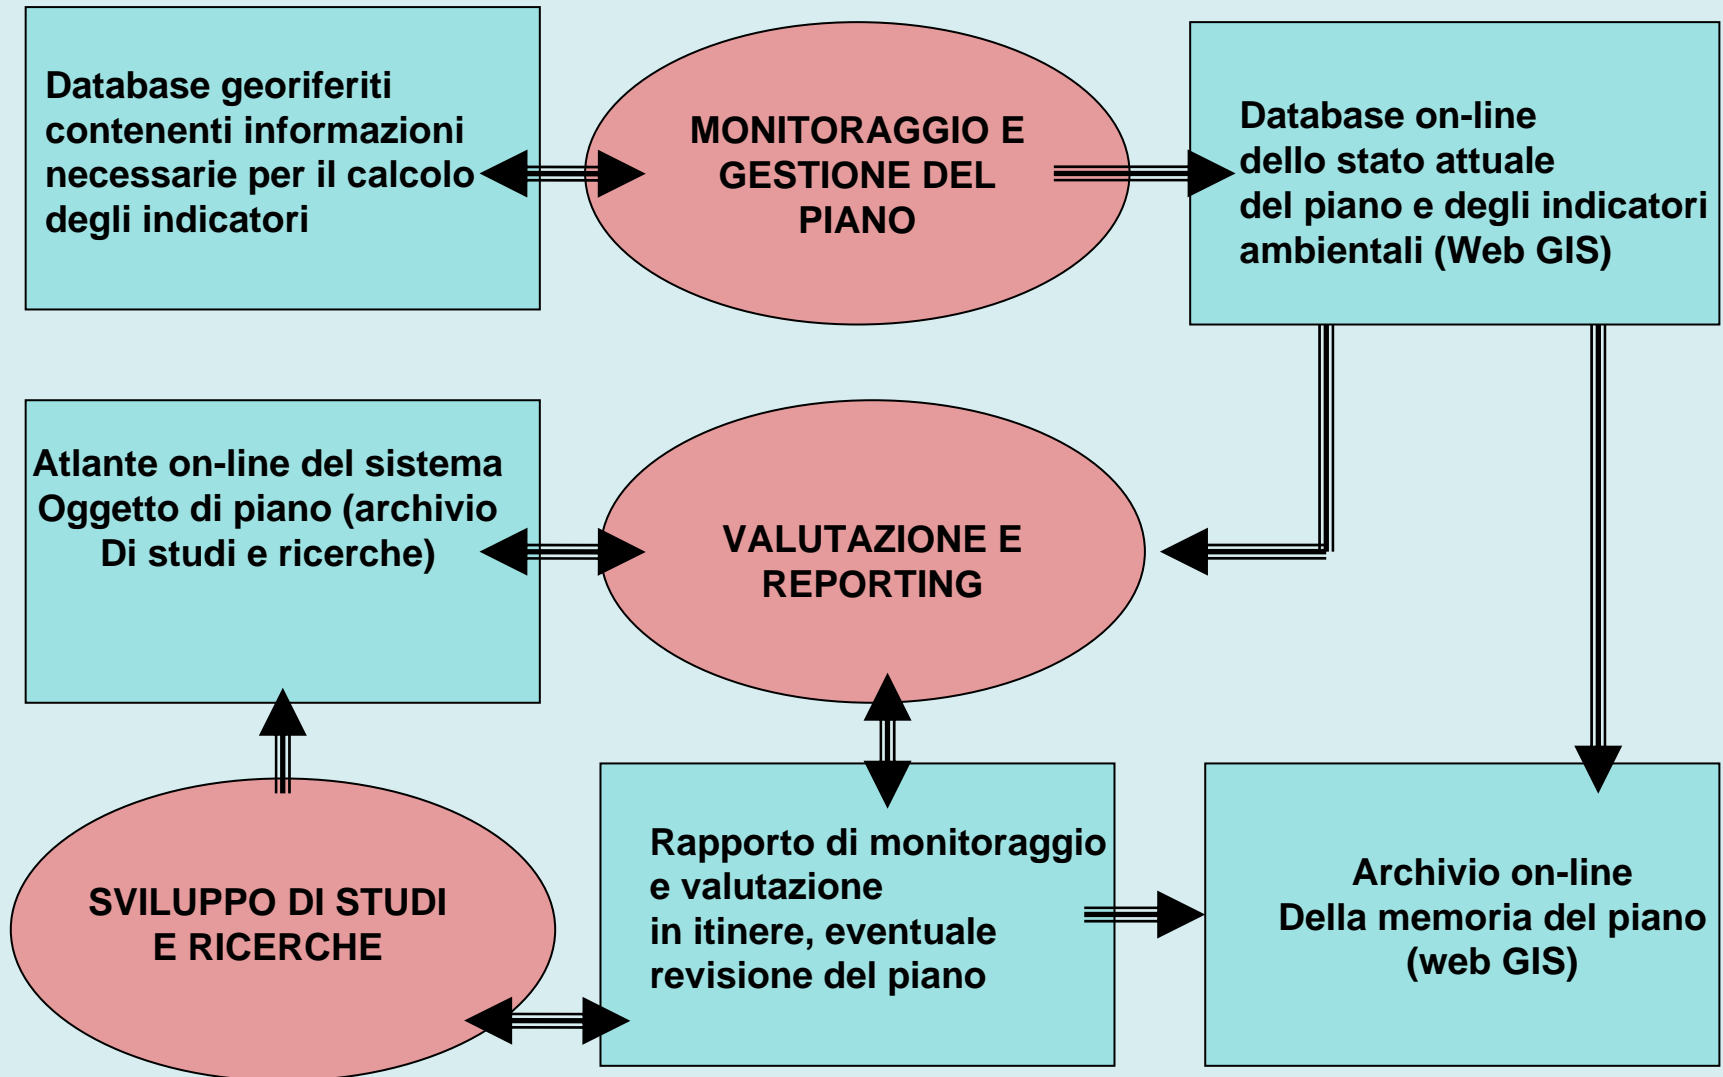 Database georiferiti
contenenti informazioni
necessarie per il calcolo
degli indicatori
MONITORAGGIO E
GESTIONE DEL
PIANO
Database on-line
dello stato attuale
del piano e degli indicatori
ambientali (Web GIS)
Atlante on-line del sistema
Oggetto di piano (archivio
Di studi e ricerche)
VALUTAZIONE E
REPORTING
SVILUPPO DI STUDI
E RICERCHE
Rapporto di monitoraggio
e valutazione
in itinere, eventuale
revisione del piano
Archivio on-line
Della memoria del piano
(web GIS)